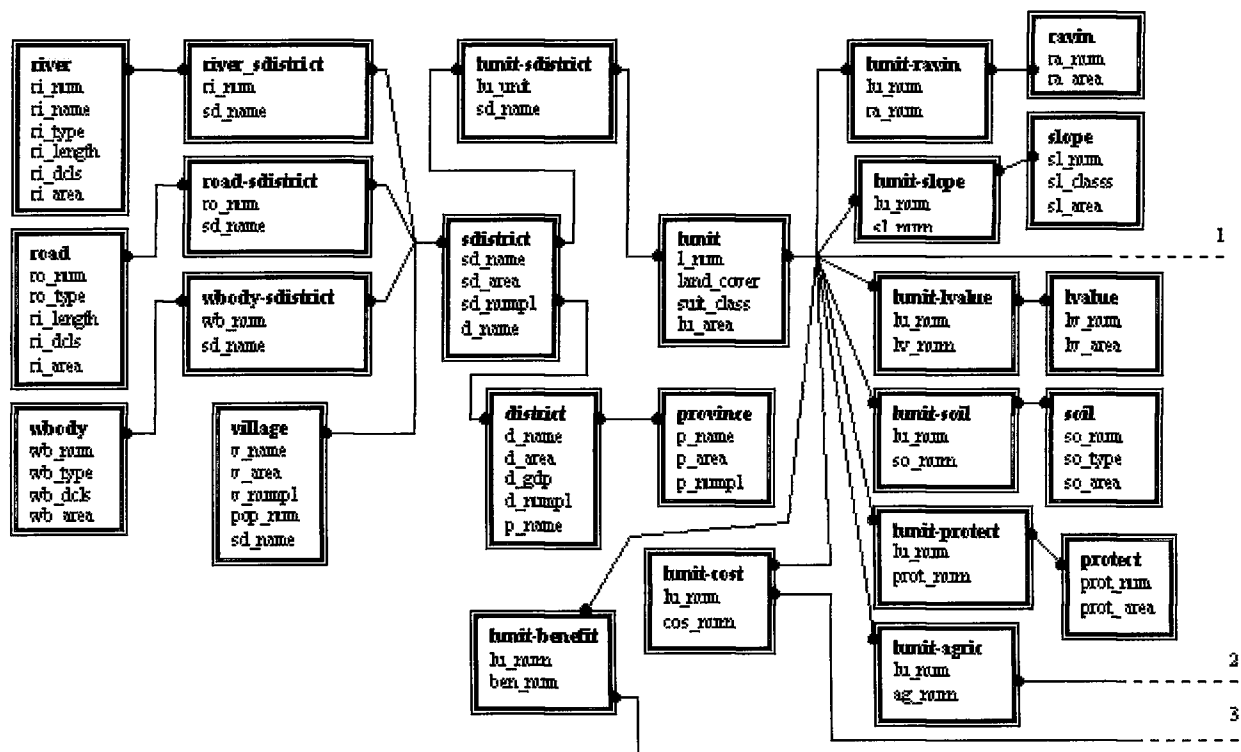 river
ri_num
ri_name
ri_type
ri_length
ri_dcls
ri_area
river_sdistrict
ri_num
sd_name
lunit-sdistrict
lu_unit
sd_name
lunit-ravin
lu_num
ra_num
ravin
ra_num
ra_area
road-sdistrict
ro_num
sd_name
lunit-slope
lu_num
sl_num
slope
sl_num
sl_classs
sl_area
road
ro_num
ro_type
ri_length
ri_dcls
ri_area
sdistrict
sd_name
sd_area
sd_numpl
d_name
lunit
l_num
land_cover
suit_class
lu_area
1
wbody-sdistrict
wb_num
sd_name
lunit-lvalue
lu_num
lv_num
lvalue
lv_num
lv_area
wbody
wb_num
wb_type
wb_dcls
wb_area
village
v_name
v_area
v_numpl
pop_num
sd_name
district
d_name
d_area
d_gdp
d_numpl
p_name
province
p_name
p_area
p_numpl
lunit-soil
lu_num
so_num
soil
so_num
so_type
so_area
lunit-protect
lu_num
prot_num
protect
prot_num
prot_area
lunit-cost
lu_num
cos_num
lunit-benefit
lu_num
ben_num
lunit-agric
lu_num
ag_num
2
3